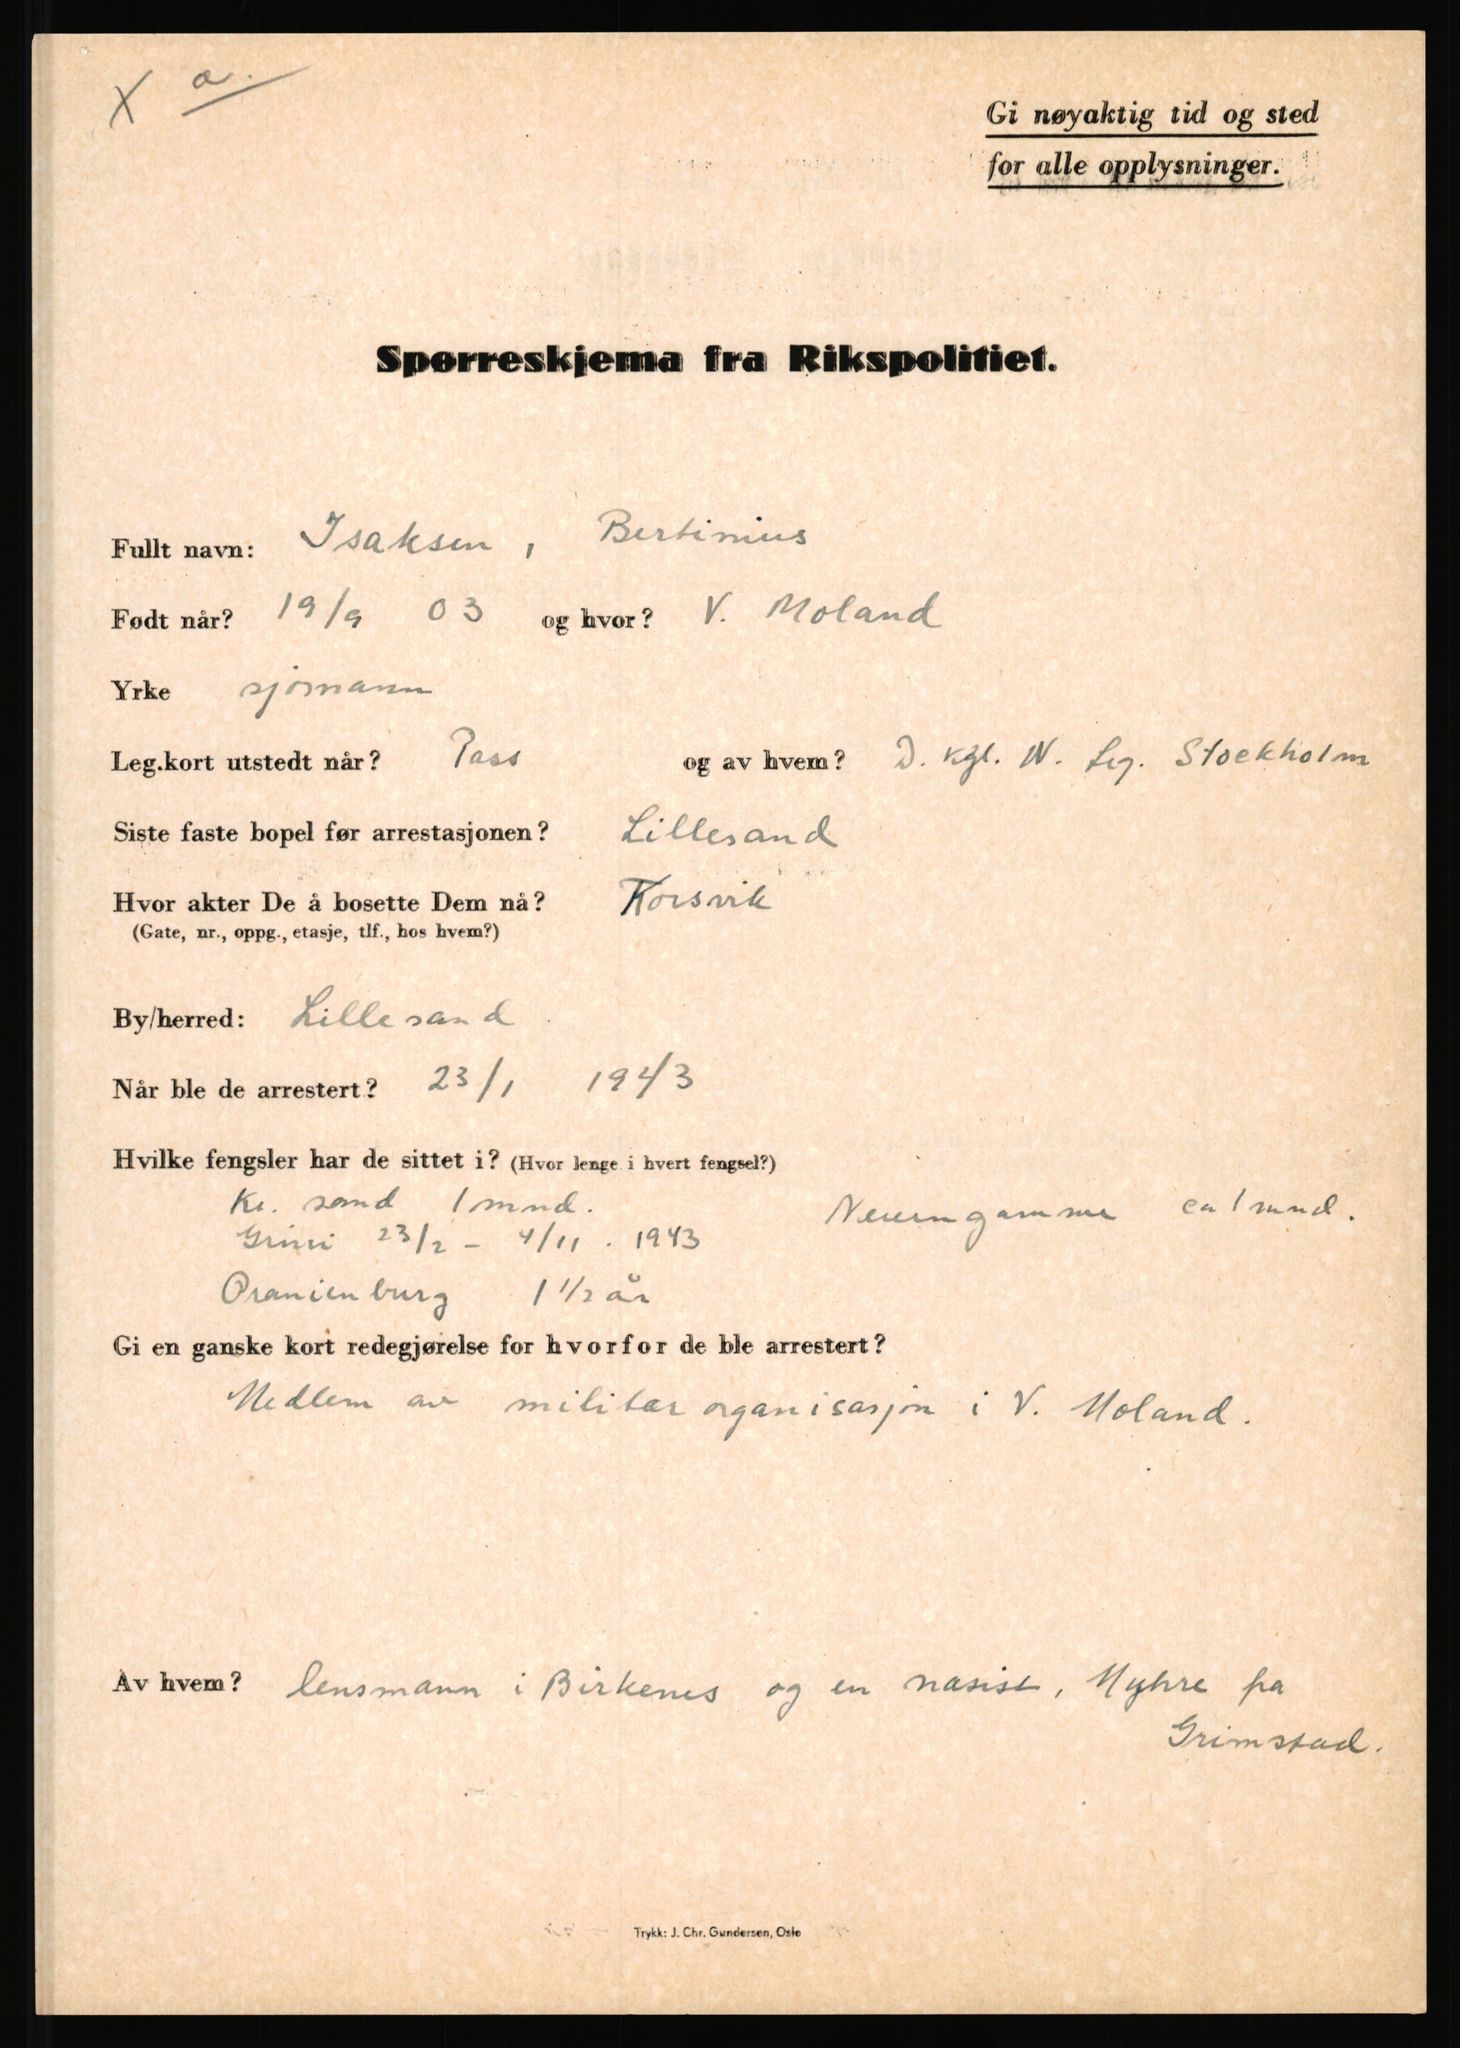 X a.
Gi nøyaktig tid og sted
for alle opplysninger.
Spørreskjema fra Rikspolitiet.
Fullt navn: Isaksen, Bertinius
Født når? 19/9 03 og hvor? V. Moland
Yrke sjømann
Leg.kort utstedt når? Pass og av hvem? D. kgl. N. Leg. Stockholm
Siste faste bopel før arrestasjonen? Lillesand
Hvor akter De å bosette Dem nå? Korsvik
(Gate, nr., oppg., etasje, tlf., hos hvem?)
By/herred: Lillesand
Når ble de arrestert? 23/1 1943
Hvilke fengsler har de sittet i? (Hvor lenge i hvert fengsel?)
Kr. sand 1 mnd. Neuengamme ca 1 mnd.
Grini 23/2 - 4/11. 1943
Oranienburg 1 1/2 år
Gi en ganske kort redegjørelse for hvorfor de ble arrestert?
Medlem av militær organisasjon i V. Moland.
Av hvem? lensmann i Birkenes og en nasist, Myhre fra
Grimstad.
Trykk: J. Chr. Gundersen, Oslo